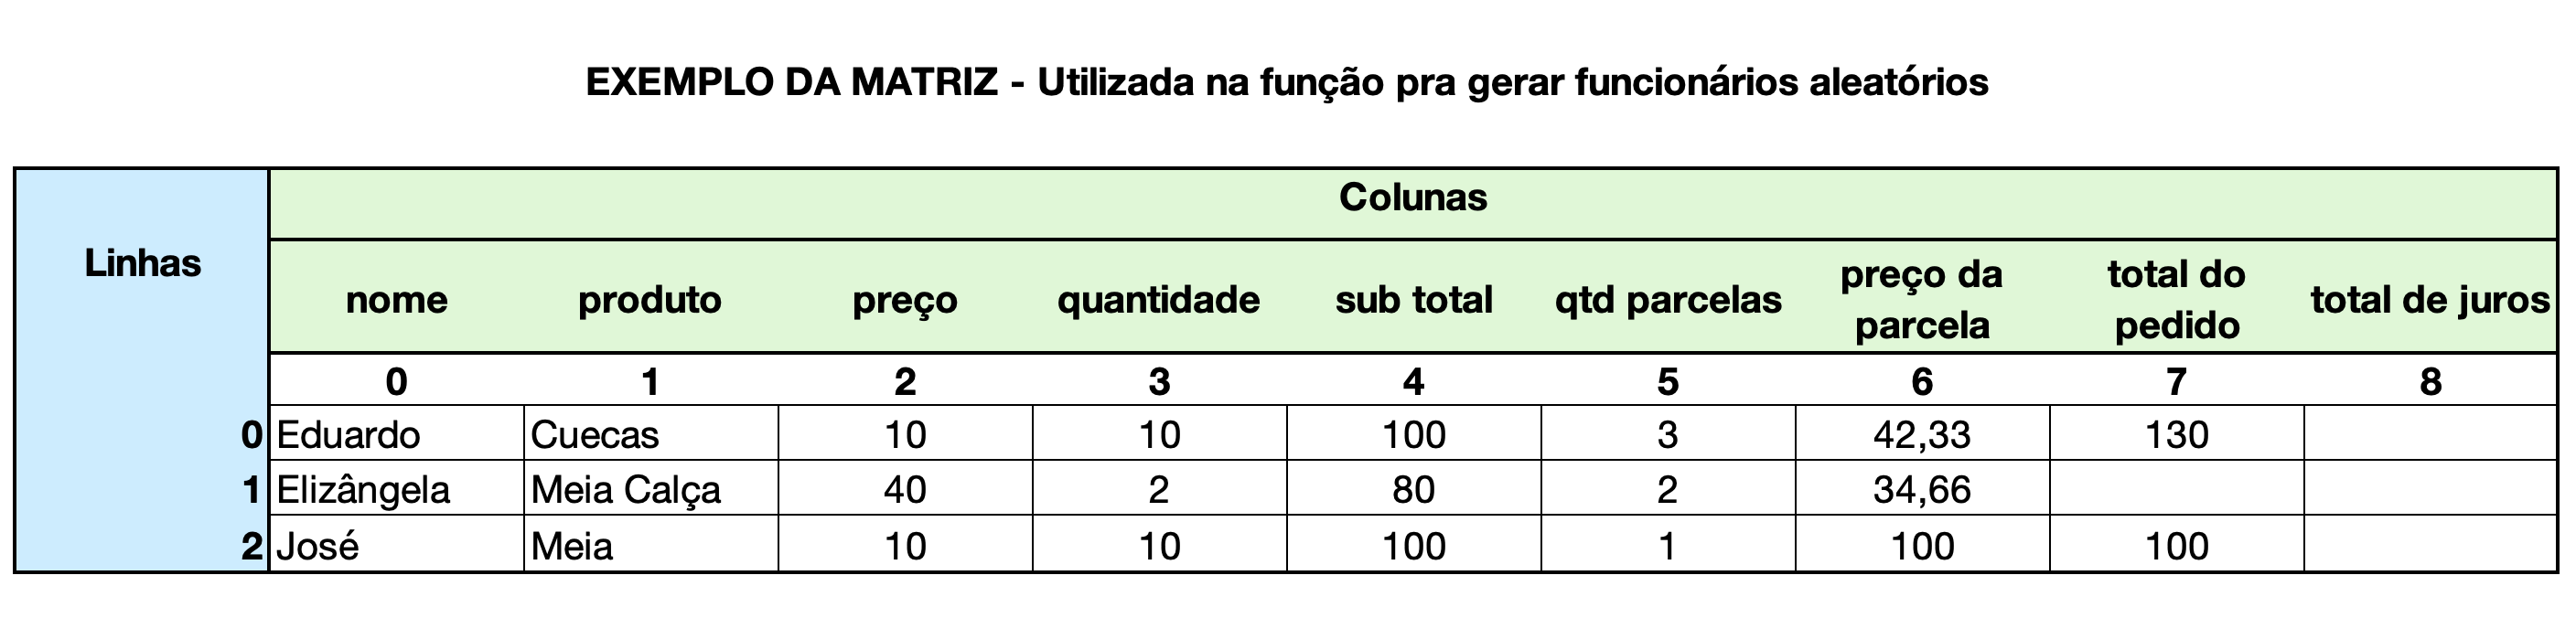 EXEMPLO DA MATRIZ - Utilizada na função pra gerar funcionários aleatórios
Colunas
Linhas
nome produto preço quantidade sub total qtd parcelas preço da parcela total do pedido total de juros
0 1 2 3 4 5 6 7 8
0 Eduardo Cuecas 10 10 100 3 42,33 130
1 Elizângela Meia Calça 40 2 80 2 34,66
2 José Meia 10 10 100 1 100 100